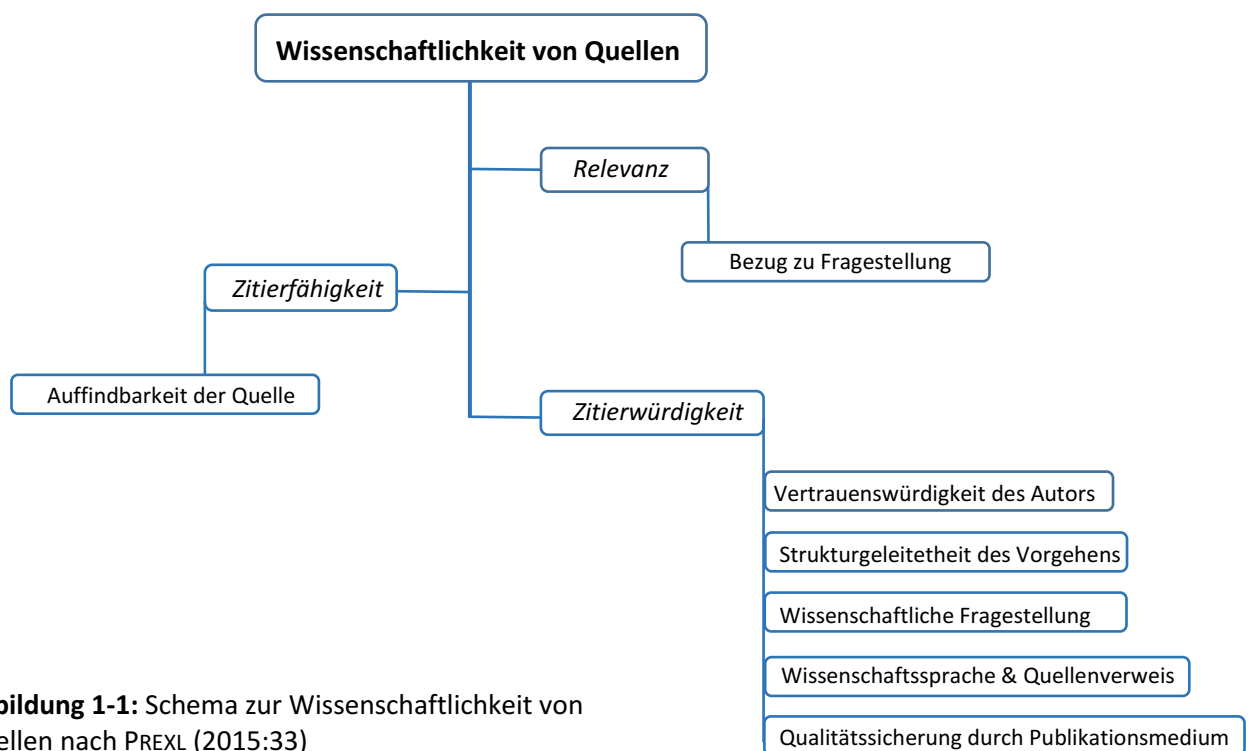 Wissenschaftlichkeit von Quellen
Relevanz
Bezug zu Fragestellung
Zitierfähigkeit
Auffindbarkeit der Quelle
Zitierwürdigkeit
Vertrauenswürdigkeit des Autors
Strukturgeleitetheit des Vorgehens
Wissenschaftliche Fragestellung
Wissenschaftssprache & Quellenverweis
Qualitätssicherung durch Publikationsmedium
bildung 1-1: Schema zur Wissenschaftlichkeit von
ellen nach PREXL (2015:33)